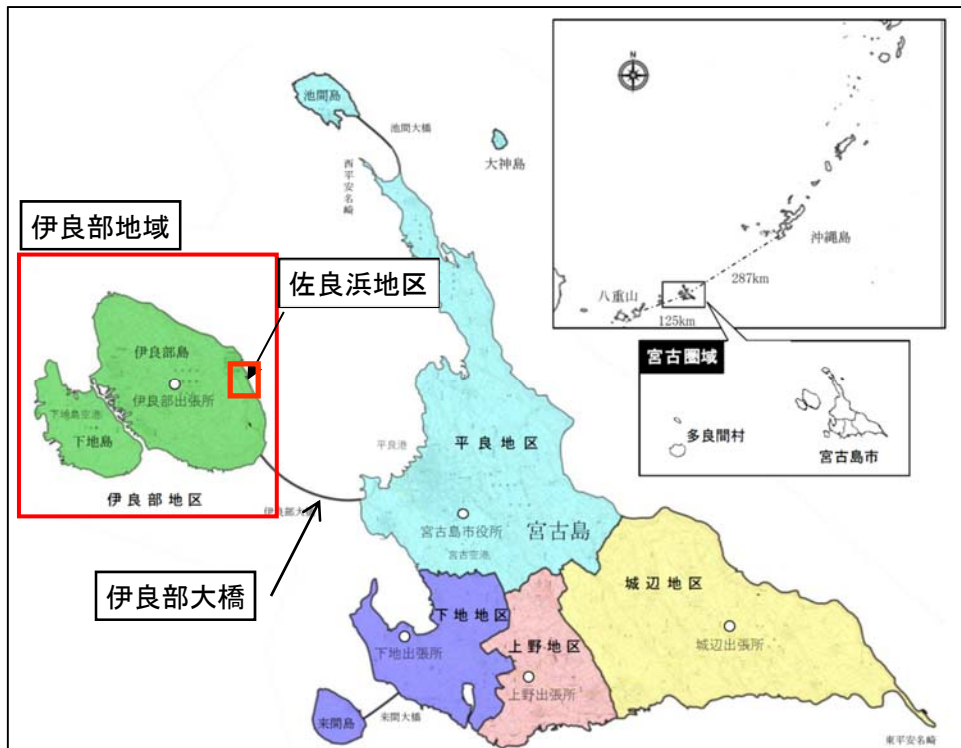 池間島
池間大橋
大神島
西平安名崎
N
沖縄島
287km
八重山
125km
宮古圏域
多良間村
宮古島市
伊良部地域
佐良浜地区
伊良部島
伊良部出張所
下地島空港
下地島
伊良部地区
伊良部大橋
伊良部大橋
平良港
平良地区
宮古島市役所
宮古島
宮古空港
下地地区
下地出張所
上野地区
上野出張所
城辺地区
城辺出張所
来間島
来間大橋
東平安名崎